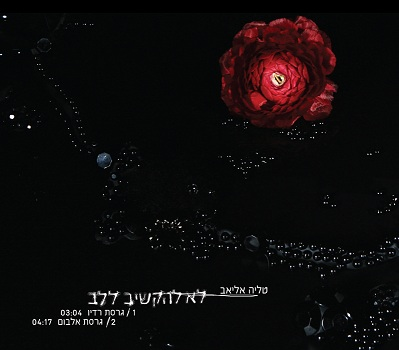 טליה אליאב
לא להקשיב ללב
1/ גרסת רדיו 03:04
2/ גרסת אלבום 04:17